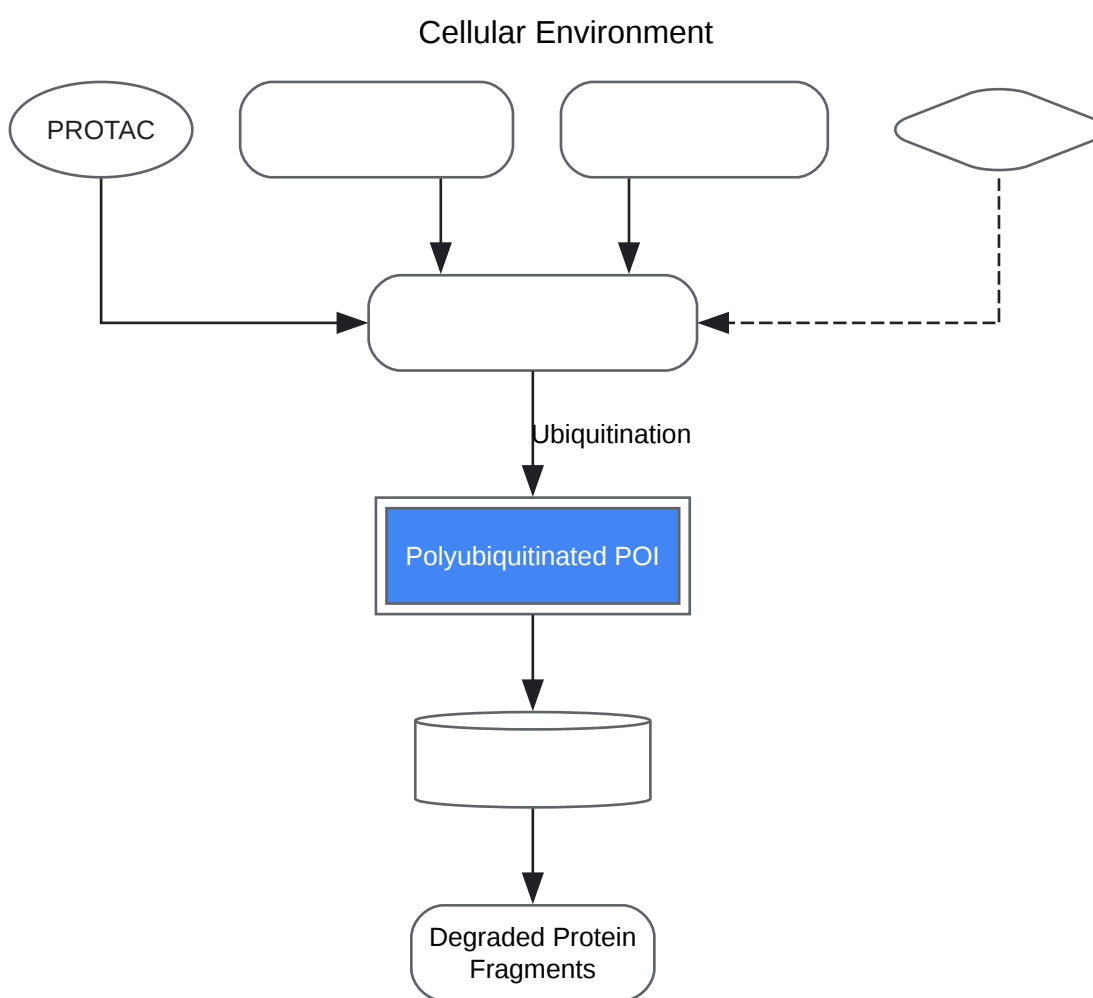 Cellular Environment
PROTAC
Ubiquitination
Polyubiquitinated POI
Degraded Protein
Fragments